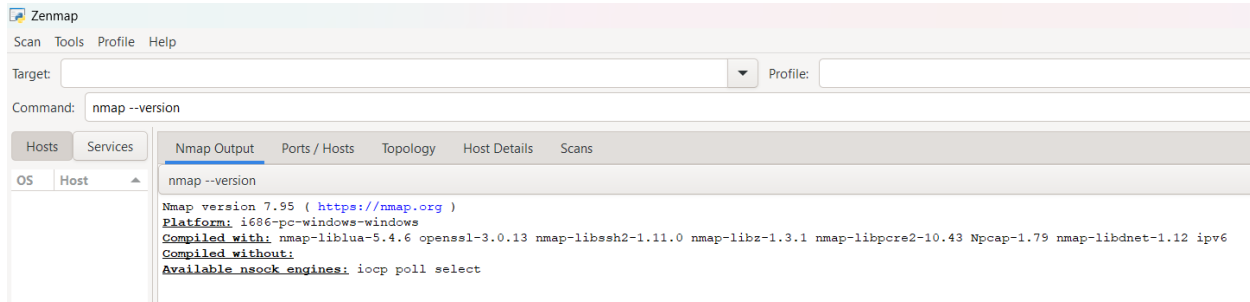 Zenmap
Scan Tools Profile Help
Target: Profile:
Command: nmap --version
Hosts Services Nmap Output Ports / Hosts Topology Host Details Scans
OS Host nmap --version
Nmap version 7.95 ( https://nmap.org )
Platform: i686-pc-windows-windows
Compiled with: nmap-liblua-5.4.6 openssl-3.0.13 nmap-libssh2-1.11.0 nmap-libz-1.3.1 nmap-libpcre2-10.43 Npcap-1.79 nmap-libdnet-1.12 ipv6
Compiled without:
Available nsock engines: iocp poll select